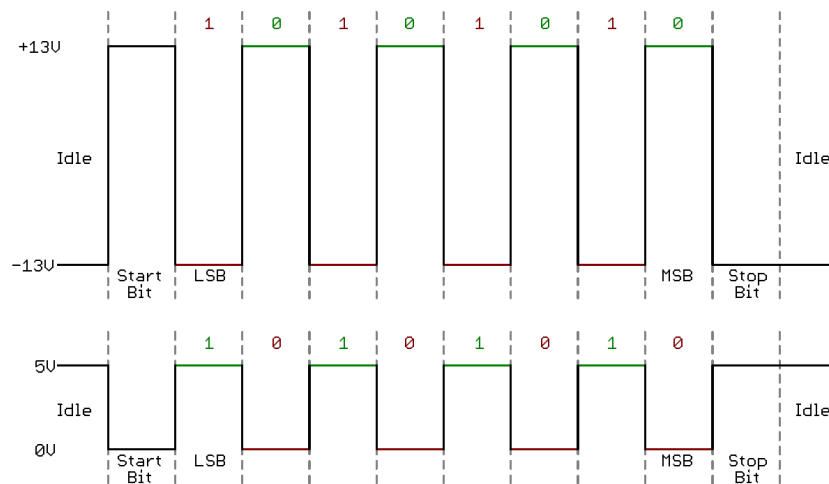 1 0 1 0 1 0 1 0
+13V
Idle Idle
-13V
Start LSB MSB Stop
Bit Bit
1 0 1 0 1 0 1 0
5V
Idle Idle
0V
Start LSB MSB Stop
Bit Bit